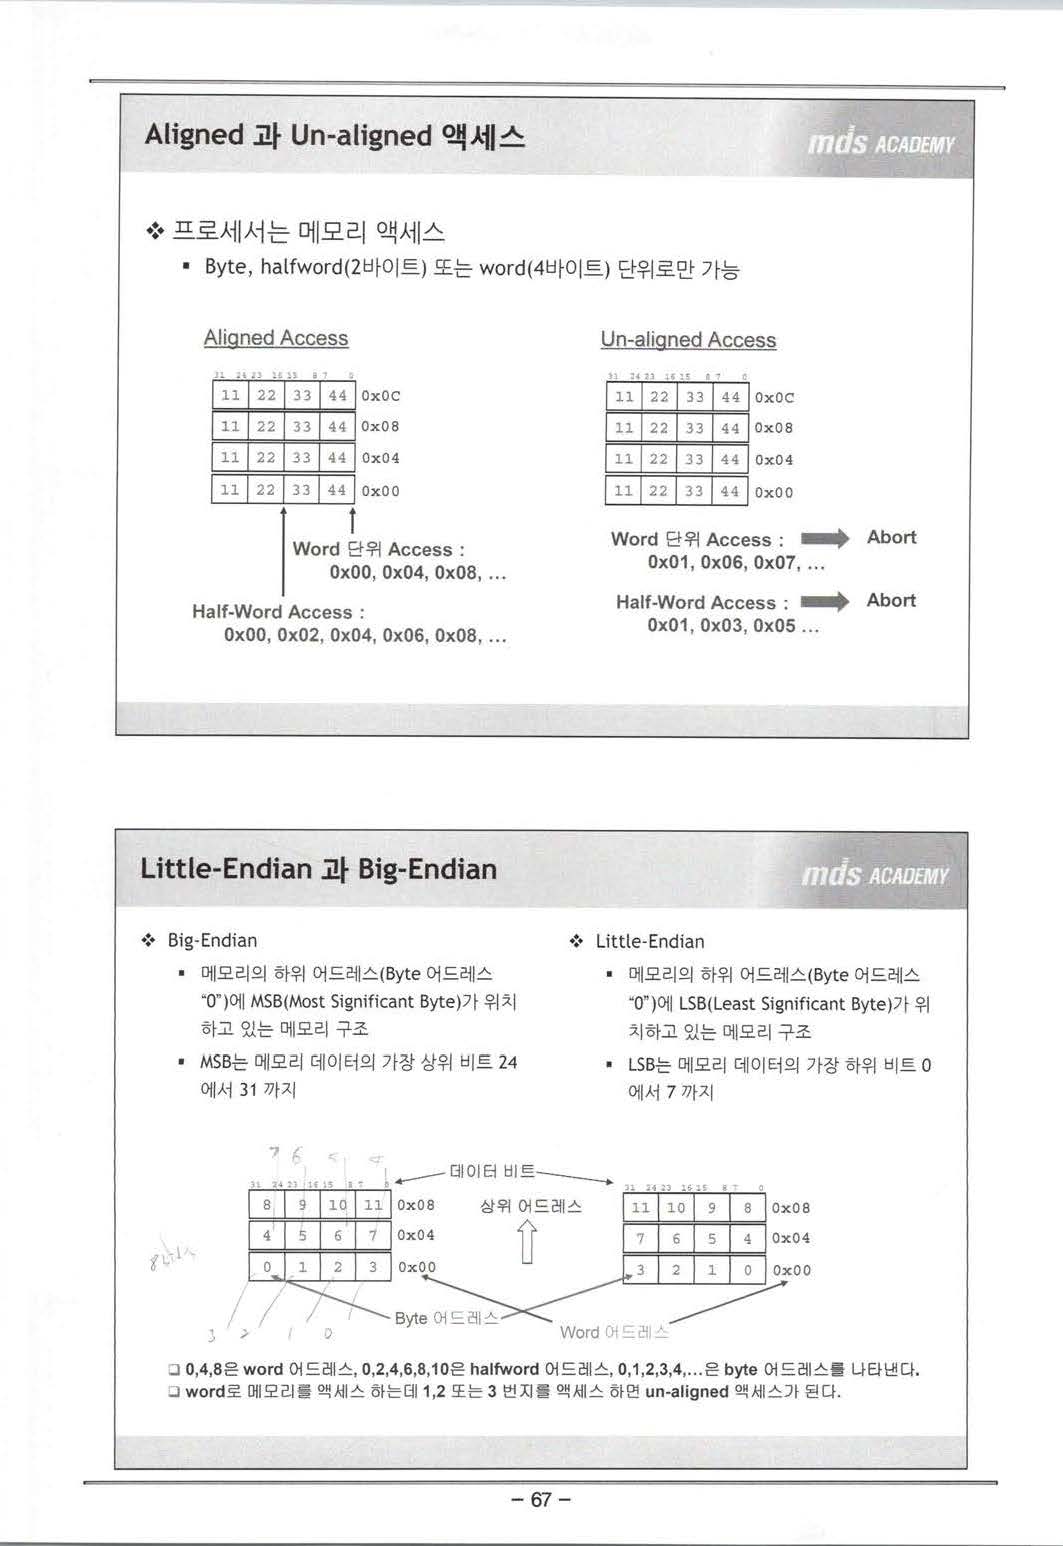 Aligned 과 Un-aligned 액세스
mds ACADEMY
❖ 프로세서는 메모리 액세스
▪ Byte, halfword(2바이트) 또는 word(4바이트) 단위로만 가능
Aligned Access
31 24 23 16 15 8 7 0
11 22 33 44 0x0C
11 22 33 44 0x08
11 22 33 44 0x04
11 22 33 44 0x00
Word 단위 Access :
0x00, 0x04, 0x08, ...
Half-Word Access :
0x00, 0x02, 0x04, 0x06, 0x08, ...
Un-aligned Access
31 24 23 16 15 8 7 0
11 22 33 44 0x0C
11 22 33 44 0x08
11 22 33 44 0x04
11 22 33 44 0x00
Word 단위 Access : Abort
0x01, 0x06, 0x07, ...
Half-Word Access : Abort
0x01, 0x03, 0x05 ...
Little-Endian 과 Big-Endian
mds ACADEMY
❖ Big-Endian
▪ 메모리의 하위 어드레스(Byte 어드레스
“0”)에 MSB(Most Significant Byte)가 위치
하고 있는 메모리 구조
▪ MSB는 메모리 데이터의 가장 상위 비트 24
에서 31 까지
❖ Little-Endian
▪ 메모리의 하위 어드레스(Byte 어드레스
“0”)에 LSB(Least Significant Byte)가 위
치하고 있는 메모리 구조
▪ LSB는 메모리 데이터의 가장 하위 비트 0
에서 7 까지
7 6 5 4
31 24 23 16 15 8 7 0
8 9 10 11 0x08
4 5 6 7 0x04
0 1 2 3 0x00
3 2 1 0
데이터 비트
상위 어드레스
Byte 어드레스
Word 어드레스
31 24 23 16 15 8 7 0
11 10 9 8 0x08
7 6 5 4 0x04
3 2 1 0 0x00
❑ 0,4,8은 word 어드레스, 0,2,4,6,8,10은 halfword 어드레스, 0,1,2,3,4,...은 byte 어드레스를 나타낸다.
❑ word로 메모리를 액세스 하는데 1,2 또는 3 번지를 액세스 하면 un-aligned 액세스가 된다.
– 67 –